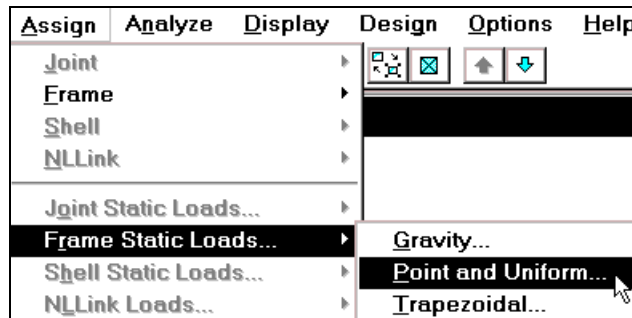 Assign Analyze Display Design Options Help
Joint
Frame
Shell
NLLink
Joint Static Loads...
Frame Static Loads... Gravity...
Shell Static Loads... Point and Uniform...
NLLink Loads... Trapezoidal...